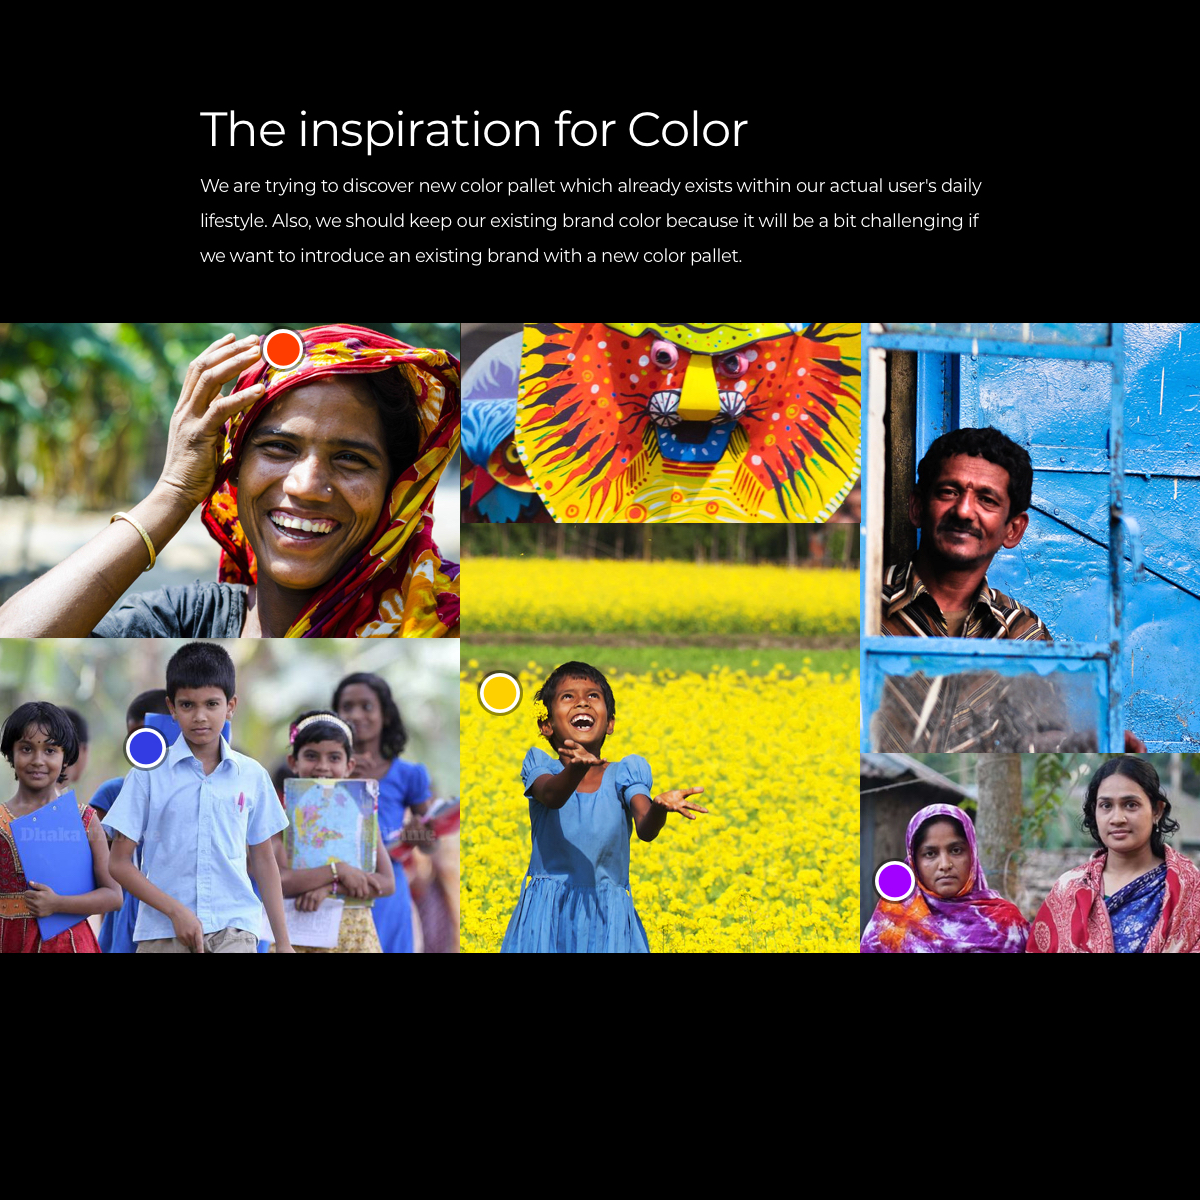 The inspiration for Color
We are trying to discover new color pallet which already exists within our actual user's daily
lifestyle. Also, we should keep our existing brand color because it will be a bit challenging if
we want to introduce an existing brand with a new color pallet.
Dhaka